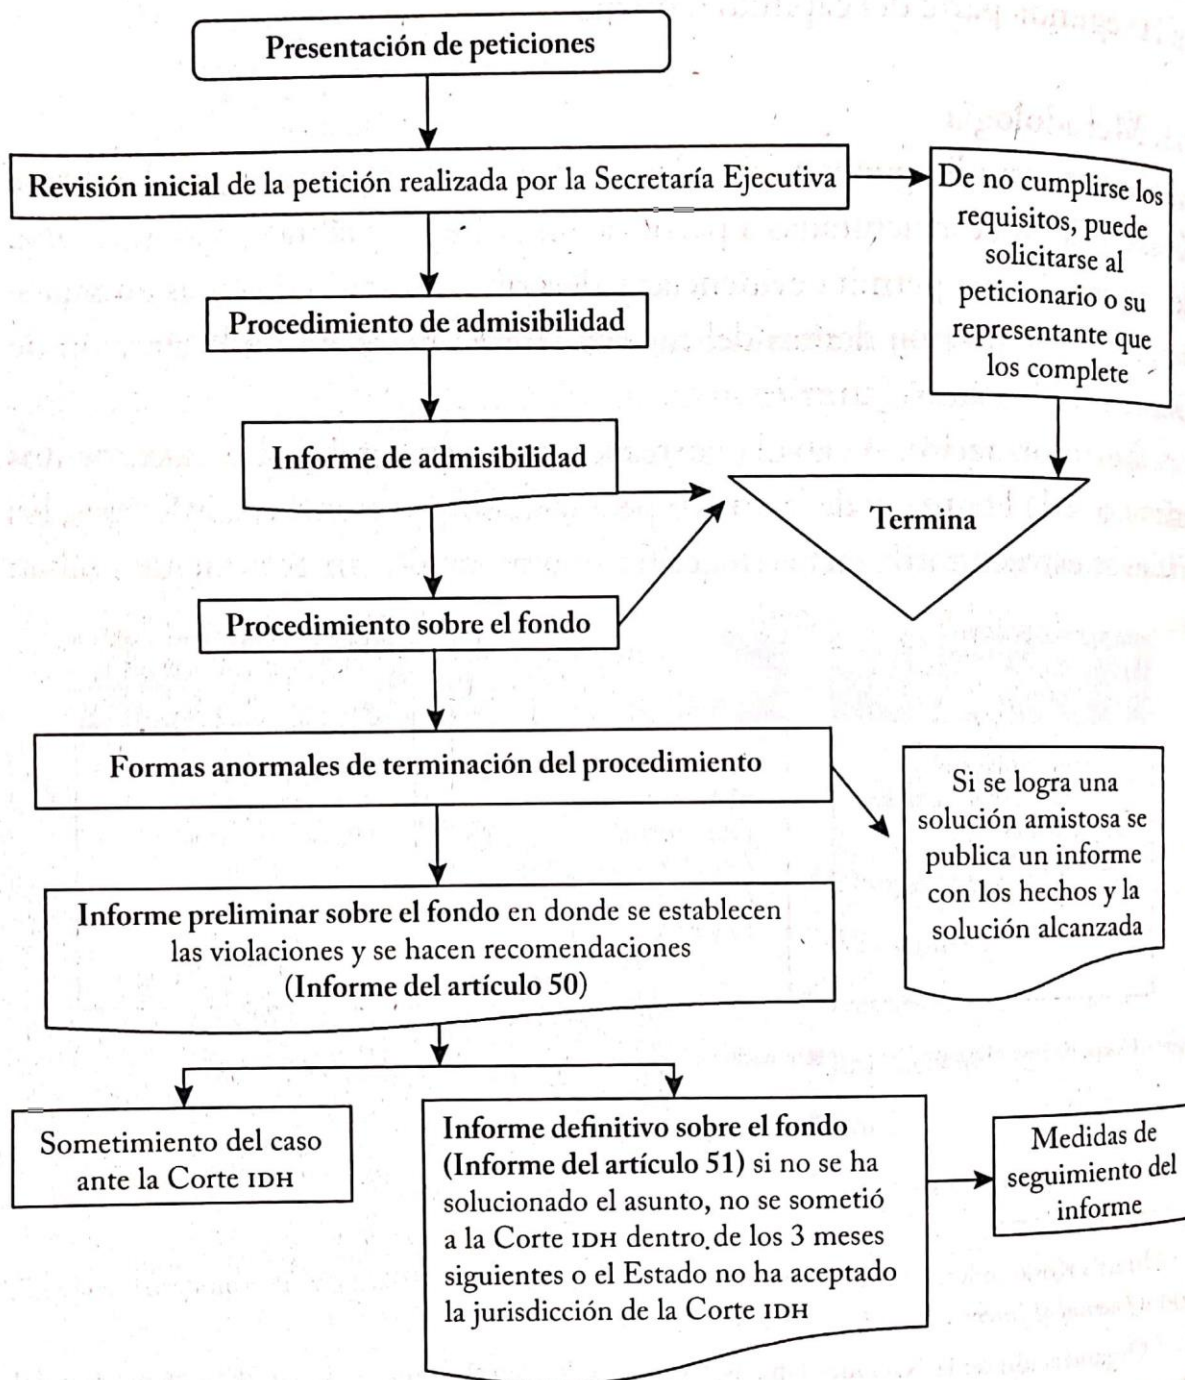 Presentación de peticiones
Revisión inicial de la petición realizada por la Secretaría Ejecutiva
De no cumplirse los
requisitos, puede
solicitarse al
peticionario o su
representante que
los complete
Procedimiento de admisibilidad
Informe de admisibilidad
Termina
Procedimiento sobre el fondo
Formas anormales de terminación del procedimiento
Si se logra una
solución amistosa se
publica un informe
con los hechos y la
solución alcanzada
Informe preliminar sobre el fondo en donde se establecen
las violaciones y se hacen recomendaciones
(Informe del artículo 50)
Sometimiento del caso
ante la Corte IDH
Informe definitivo sobre el fondo
(Informe del artículo 51) si no se ha
solucionado el asunto, no se sometió
a la Corte IDH dentro de los 3 meses
siguientes o el Estado no ha aceptado
la jurisdicción de la Corte IDH
Medidas de
seguimiento del
informe